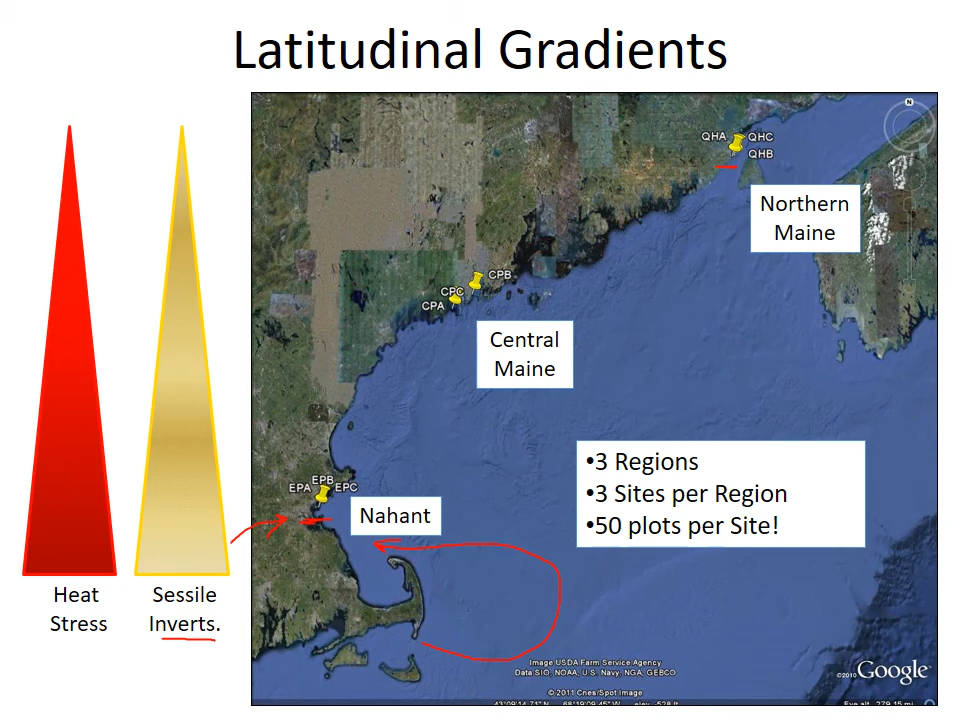 Latitudinal Gradients
N
QHA
QHC
QHB
Northern
Maine
CPB
CPC
CPA
Central
Maine
•3 Regions
•3 Sites per Region
•50 plots per Site!
EPB
EPA
EPC
Nahant
Heat
Stress
Sessile
Inverts.
Image USDA Farm Service Agency
Data SIO, NOAA, U.S. Navy, NGA, GEBCO
©2010 Google
© 2011 Cnes/Spot Image